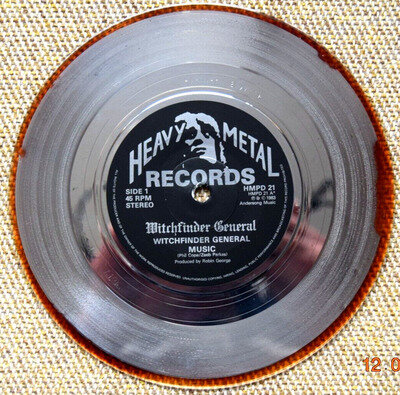 HEAVY METAL
RECORDS
SIDE 1
45 RPM
STEREO
HMPD 21
HMPD 21 A*
℗ & © 1983
Andersong Music
Witchfinder General
WITCHFINDER GENERAL
MUSIC
(Phil Cope/Zeeb Parkes)
Produced by Robin George
12.0